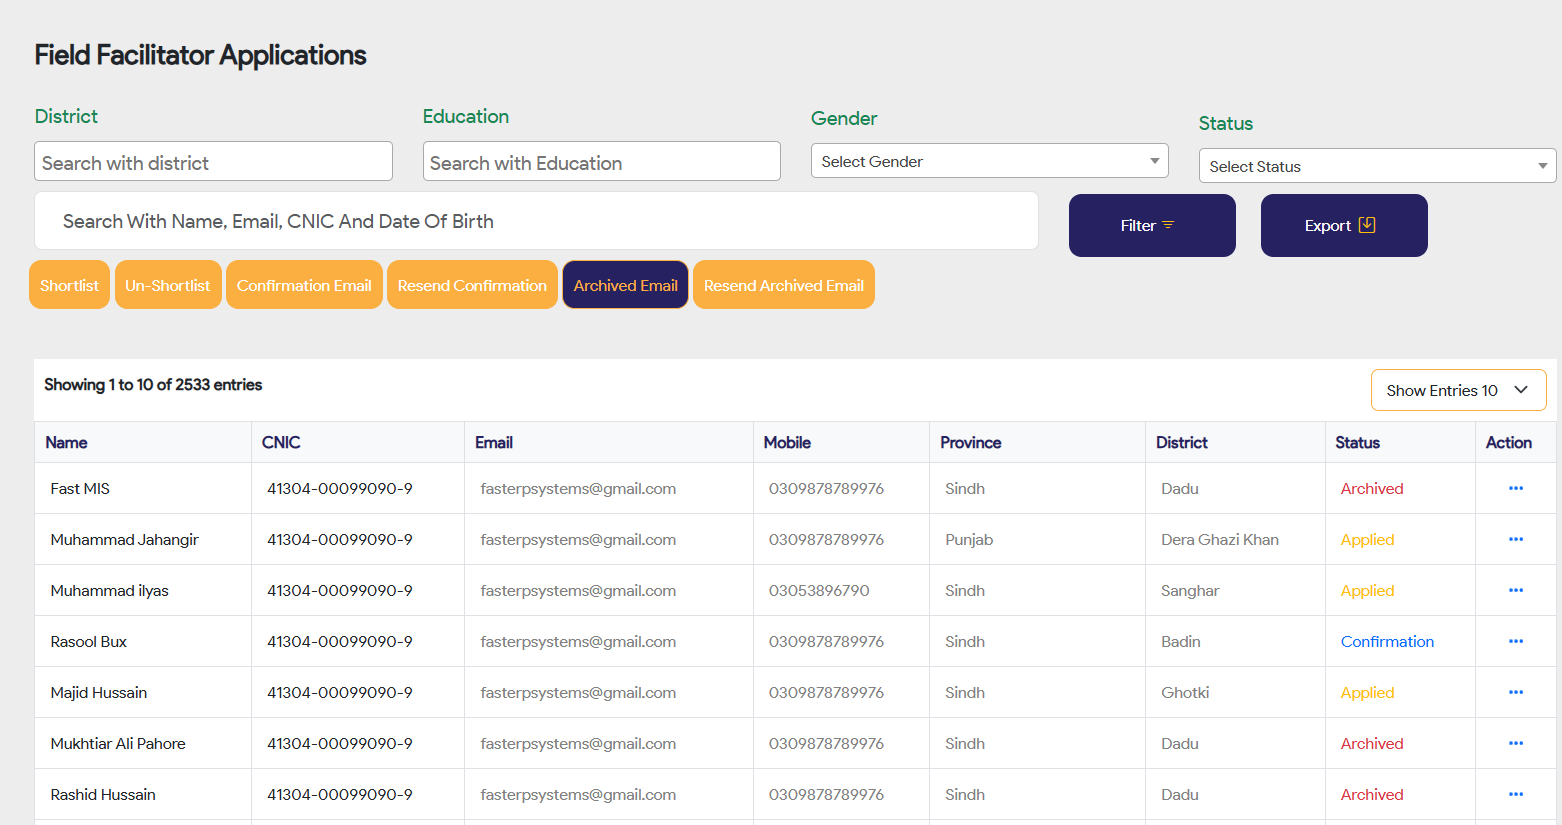 Field Facilitator Applications
District Education Gender Status
Search with district Search with Education Select Gender Select Status
Search With Name, Email, CNIC And Date Of Birth Filter Export
Shortlist Un-Shortlist Confirmation Email Resend Confirmation Archived Email Resend Archived Email
Showing 1 to 10 of 2533 entries Show Entries 10
Name CNIC Email Mobile Province District Status Action
Fast MIS 41304-00099090-9 fasterpsystems@gmail.com 0309878789976 Sindh Dadu Archived ...
Muhammad Jahangir 41304-00099090-9 fasterpsystems@gmail.com 0309878789976 Punjab Dera Ghazi Khan Applied ...
Muhammad ilyas 41304-00099090-9 fasterpsystems@gmail.com 03053896790 Sindh Sanghar Applied ...
Rasool Bux 41304-00099090-9 fasterpsystems@gmail.com 0309878789976 Sindh Badin Confirmation ...
Majid Hussain 41304-00099090-9 fasterpsystems@gmail.com 0309878789976 Sindh Ghotki Applied ...
Mukhtiar Ali Pahore 41304-00099090-9 fasterpsystems@gmail.com 0309878789976 Sindh Dadu Archived ...
Rashid Hussain 41304-00099090-9 fasterpsystems@gmail.com 0309878789976 Sindh Dadu Archived ...